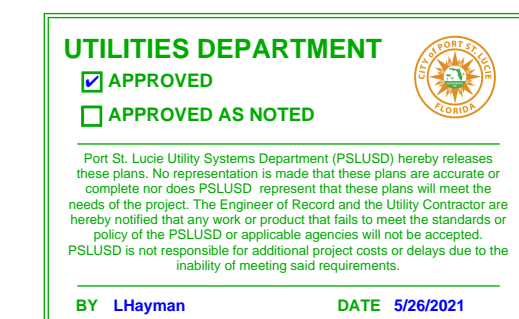 UTILITIES DEPARTMENT
CITY of PORT ST. LUCIE
FLORIDA
APPROVED
APPROVED AS NOTED
Port St. Lucie Utility Systems Department (PSLUSD) hereby releases
these plans. No representation is made that these plans are accurate or
complete nor does PSLUSD represent that these plans will meet the
needs of the project. The Engineer of Record and the Utility Contractor are
hereby notified that any work or product that fails to meet the standards or
policy of the PSLUSD or applicable agencies will not be accepted.
PSLUSD is not responsible for additional project costs or delays due to the
inability of meeting said requirements.
BY LHayman DATE 5/26/2021